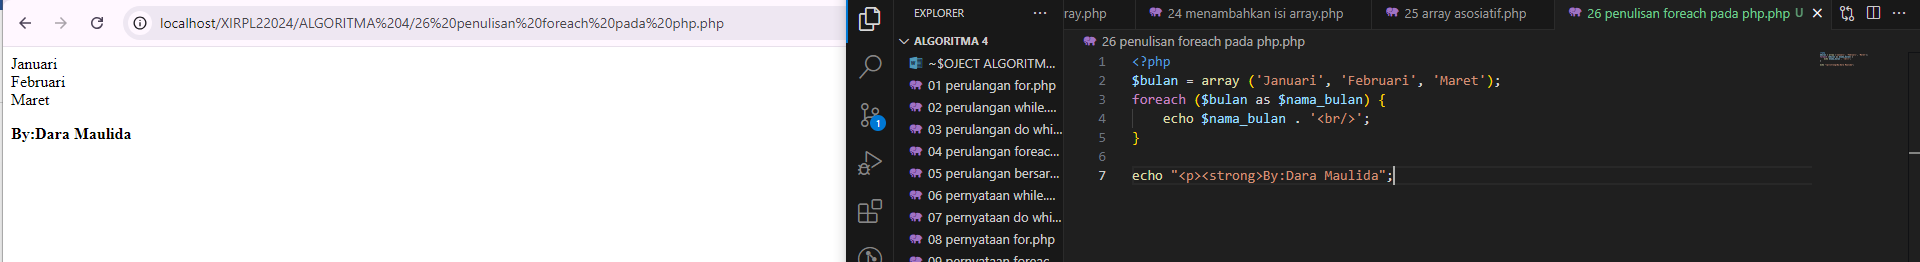 localhost/XIRPL22024/ALGORITMA%204/26%20penulisan%20foreach%20pada%20php.php
Januari
Februari
Maret
By:Dara Maulida
EXPLORER ...
ALGORITMA 4
~$OJECT ALGORITM...
01 perulangan for.php
02 perulangan while....
03 perulangan do whi...
04 perulangan foreac...
05 perulangan bersar...
06 pernyataan while....
07 pernyataan do whi...
08 pernyataan for.php
09 pernyataan foreac...
1
ray.php 24 menambahkan isi array.php 25 array asosiatif.php 26 penulisan foreach pada php.php U
26 penulisan foreach pada php.php
1 <?php
2 $bulan = array ('Januari', 'Februari', 'Maret');
3 foreach ($bulan as $nama_bulan) {
4     echo $nama_bulan . '<br/>';
5 }
6
7 echo "<p><strong>By:Dara Maulida";